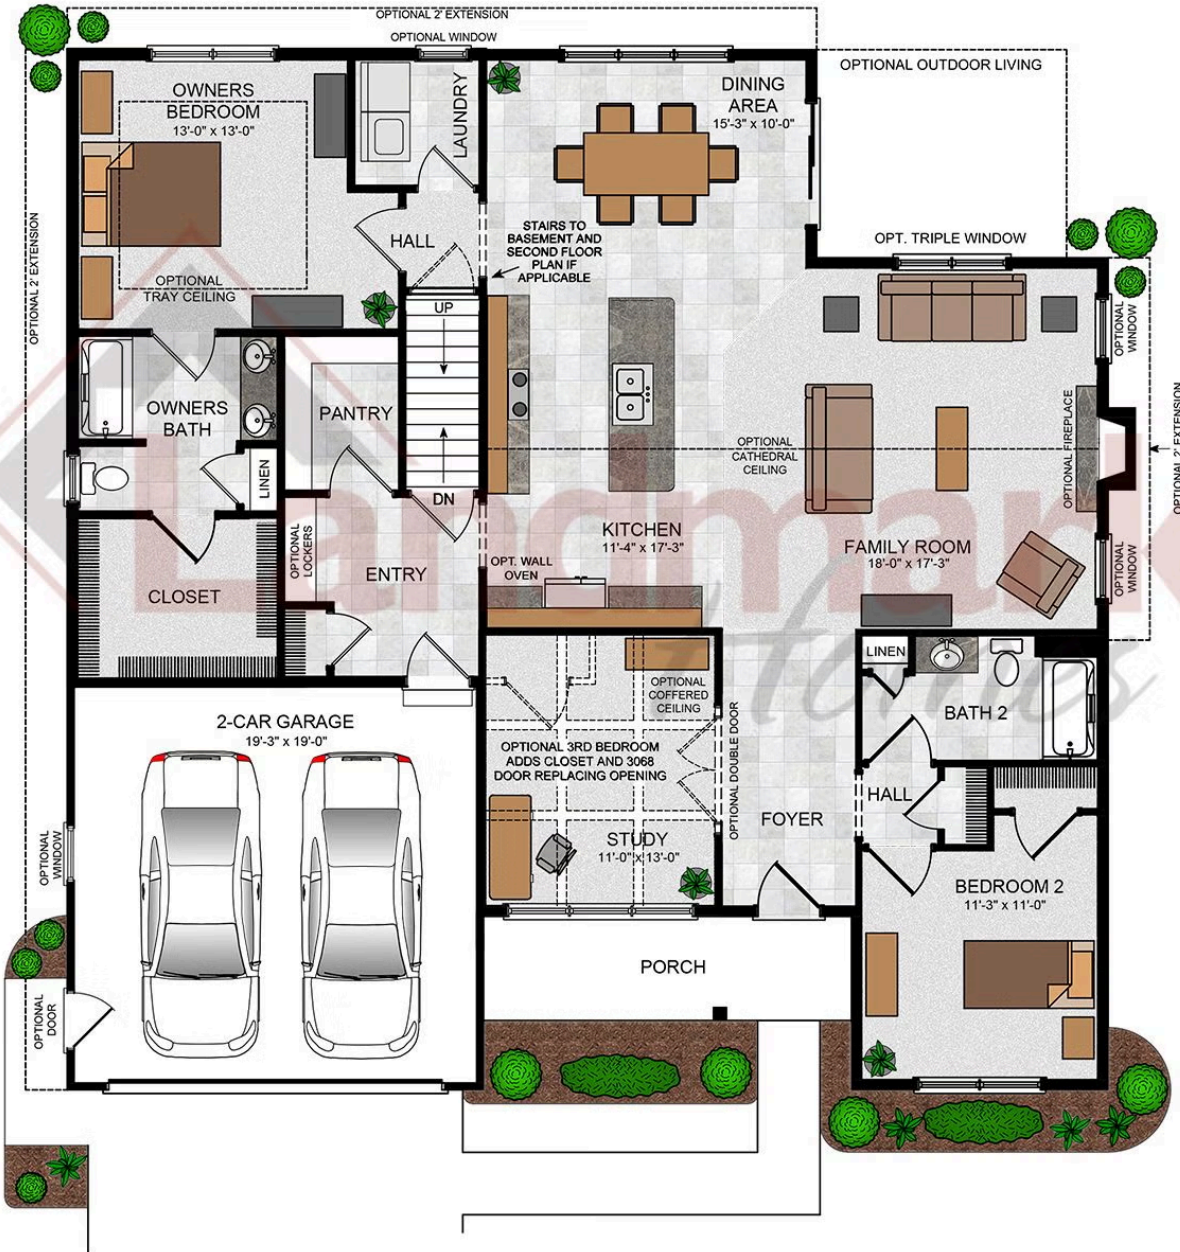 OPTIONAL 2' EXTENSION
OPTIONAL WINDOW
OPTIONAL OUTDOOR LIVING
OWNERS
BEDROOM
13'-0" x 13'-0"
LAUNDRY
DINING
AREA
15'-3" x 10'-0"
OPTIONAL 2' EXTENSION
HALL
STAIRS TO
BASEMENT AND
SECOND FLOOR
PLAN IF
APPLICABLE
OPT. TRIPLE WINDOW
OPTIONAL
TRAY CEILING
UP
OPTIONAL
WINDOW
OWNERS
BATH
PANTRY
OPTIONAL
CATHEDRAL
CEILING
OPTIONAL FIREPLACE
OPTIONAL 2' EXTENSION
LINEN
DN
Landmark
Homes
OPTIONAL
LOCKERS
ENTRY
KITCHEN
11'-4" x 17'-3"
OPT. WALL
OVEN
FAMILY ROOM
18'-0" x 17'-3"
OPTIONAL
WINDOW
CLOSET
LINEN
OPTIONAL
COFFERED
CEILING
BATH 2
2-CAR GARAGE
19'-3" x 19'-0"
OPTIONAL 3RD BEDROOM
ADDS CLOSET AND 3068
DOOR REPLACING OPENING
OPTIONAL DOUBLE DOOR
HALL
FOYER
OPTIONAL
WINDOW
STUDY
11'-0" x 13'-0"
BEDROOM 2
11'-3" x 11'-0"
PORCH
OPTIONAL
DOOR